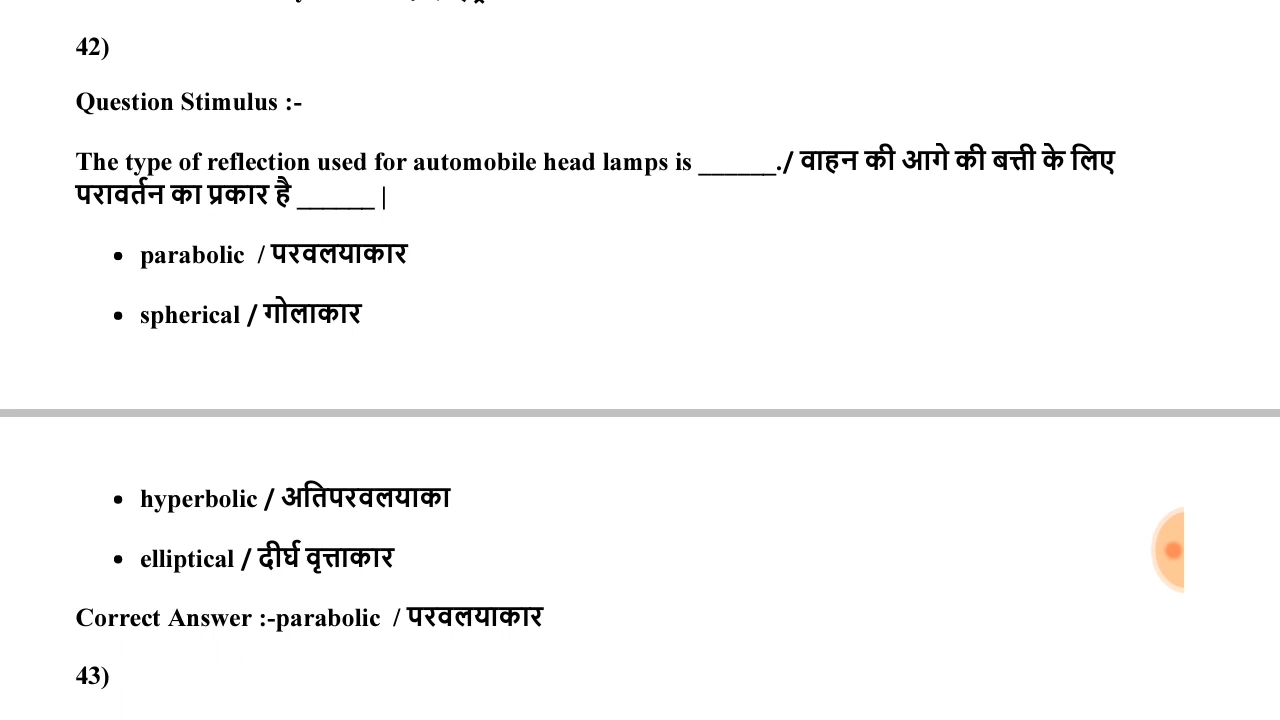 42)
Question Stimulus :-
The type of reflection used for automobile head lamps is ______./ वाहन की आगे की बत्ती के लिए
परावर्तन का प्रकार है ______ |
• parabolic / परवलयाकार
• spherical / गोलाकार
• hyperbolic / अतिपरवलयाका
• elliptical / दीर्घ वृत्ताकार
Correct Answer :-parabolic / परवलयाकार
43)